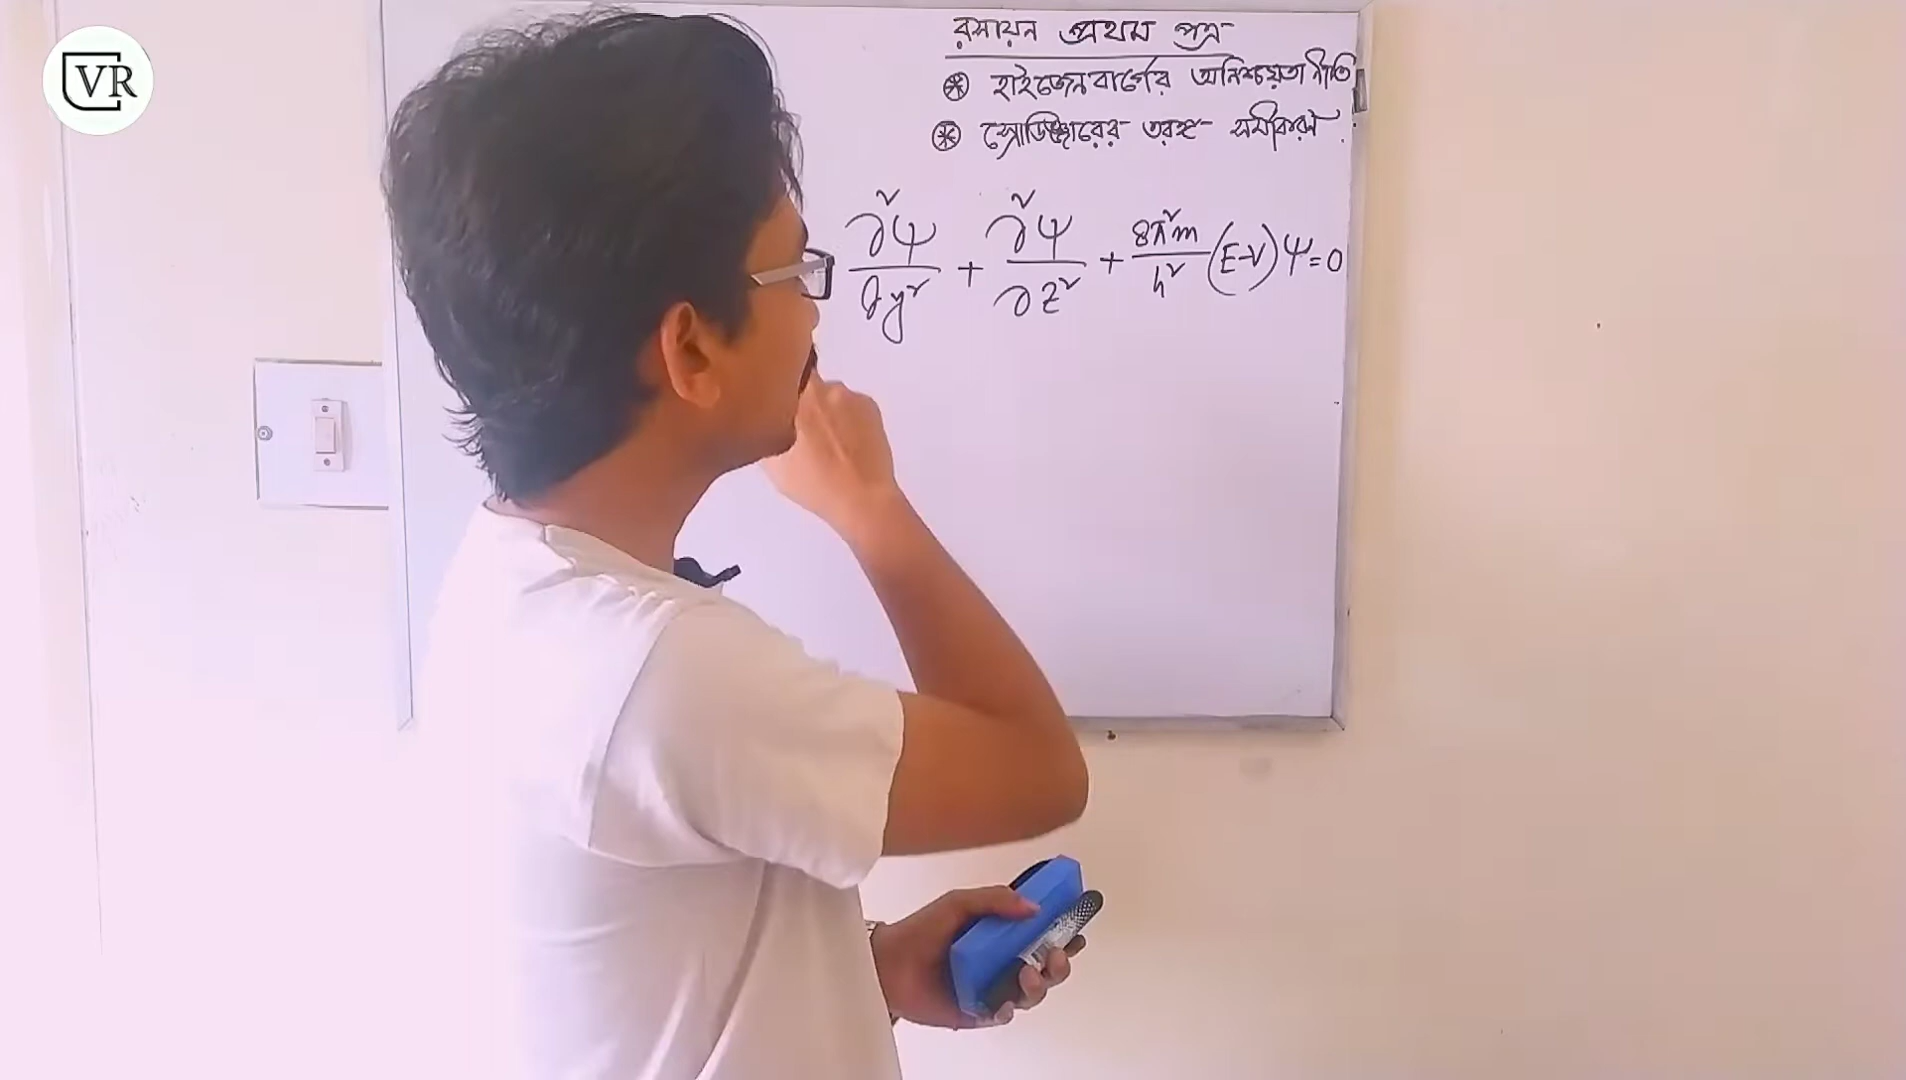 VR
রসায়ন প্রথম পত্র
⊛ হাইজেনবার্গের অনিশ্চয়তা নীতি
⊛ স্রোডিঞ্জারের তরঙ্গ সমীকরণ
∂²ψ/∂y² + ∂²ψ/∂z² + 8π²m/h² (E-V)ψ=0